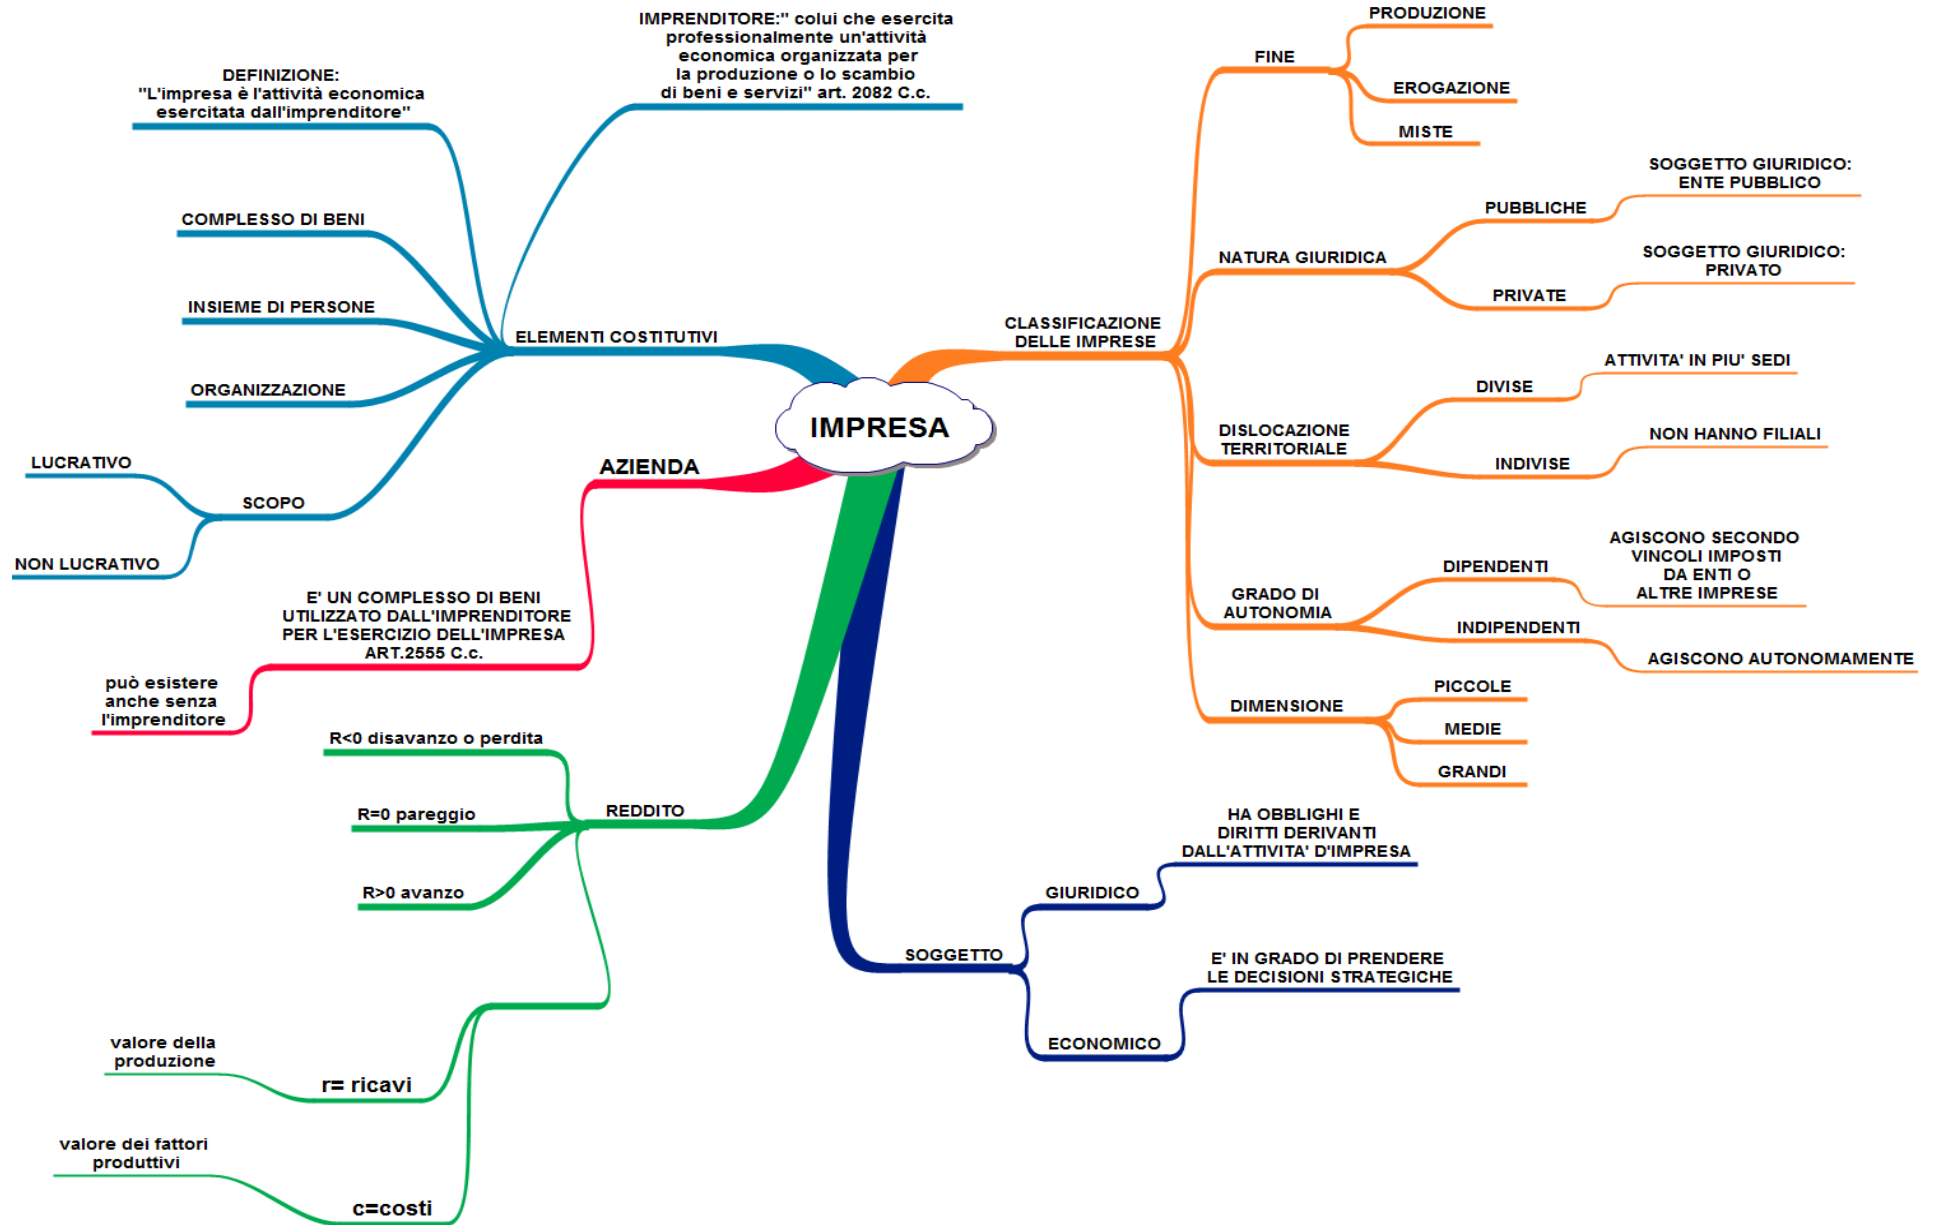 IMPRESA
ELEMENTI COSTITUTIVI
DEFINIZIONE:
"L'impresa è l'attività economica
esercitata dall'imprenditore"
IMPRENDITORE:" colui che esercita
professionalmente un'attività
economica organizzata per
la produzione o lo scambio
di beni e servizi" art. 2082 C.c.
COMPLESSO DI BENI
INSIEME DI PERSONE
ORGANIZZAZIONE
SCOPO
LUCRATIVO
NON LUCRATIVO
AZIENDA
E' UN COMPLESSO DI BENI
UTILIZZATO DALL'IMPRENDITORE
PER L'ESERCIZIO DELL'IMPRESA
ART.2555 C.c.
può esistere
anche senza
l'imprenditore
REDDITO
R<0 disavanzo o perdita
R=0 pareggio
R>0 avanzo
r= ricavi
valore della
produzione
c=costi
valore dei fattori
produttivi
CLASSIFICAZIONE
DELLE IMPRESE
FINE
PRODUZIONE
EROGAZIONE
MISTE
NATURA GIURIDICA
PUBBLICHE
SOGGETTO GIURIDICO:
ENTE PUBBLICO
PRIVATE
SOGGETTO GIURIDICO:
PRIVATO
DISLOCAZIONE
TERRITORIALE
DIVISE
ATTIVITA' IN PIU' SEDI
INDIVISE
NON HANNO FILIALI
GRADO DI
AUTONOMIA
DIPENDENTI
AGISCONO SECONDO
VINCOLI IMPOSTI
DA ENTI O
ALTRE IMPRESE
INDIPENDENTI
AGISCONO AUTONOMAMENTE
DIMENSIONE
PICCOLE
MEDIE
GRANDI
SOGGETTO
GIURIDICO
HA OBBLIGHI E
DIRITTI DERIVANTI
DALL'ATTIVITA' D'IMPRESA
ECONOMICO
E' IN GRADO DI PRENDERE
LE DECISIONI STRATEGICHE